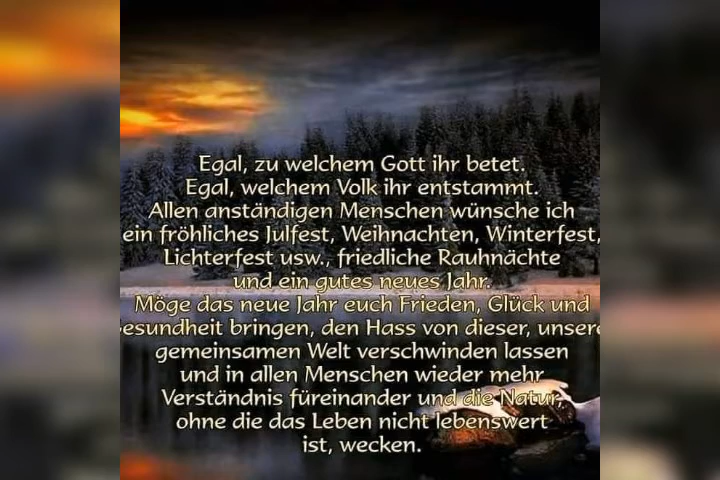 Egal, zu welchem Gott ihr betet.
Egal, welchem Volk ihr entstammt.
Allen anständigen Menschen wünsche ich
ein fröhliches Julfest, Weihnachten, Winterfest,
Lichterfest usw., friedliche Rauhnächte
und ein gutes neues Jahr.
Möge das neue Jahr euch Frieden, Glück und
Gesundheit bringen, den Hass von dieser, unserer
gemeinsamen Welt verschwinden lassen
und in allen Menschen wieder mehr
Verständnis füreinander und die Natur,
ohne die das Leben nicht lebenswert
ist, wecken.